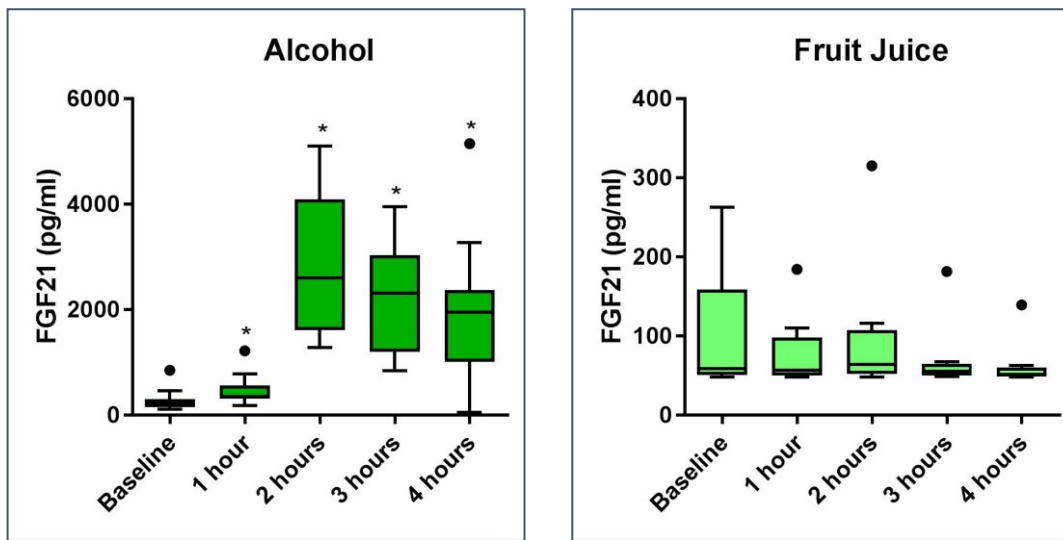 Alcohol
FGF21 (pg/ml)
6000
4000
2000
0
*
*
*
*
Baseline
1 hour
2 hours
3 hours
4 hours
Fruit Juice
FGF21 (pg/ml)
400
300
200
100
0
Baseline
1 hour
2 hours
3 hours
4 hours